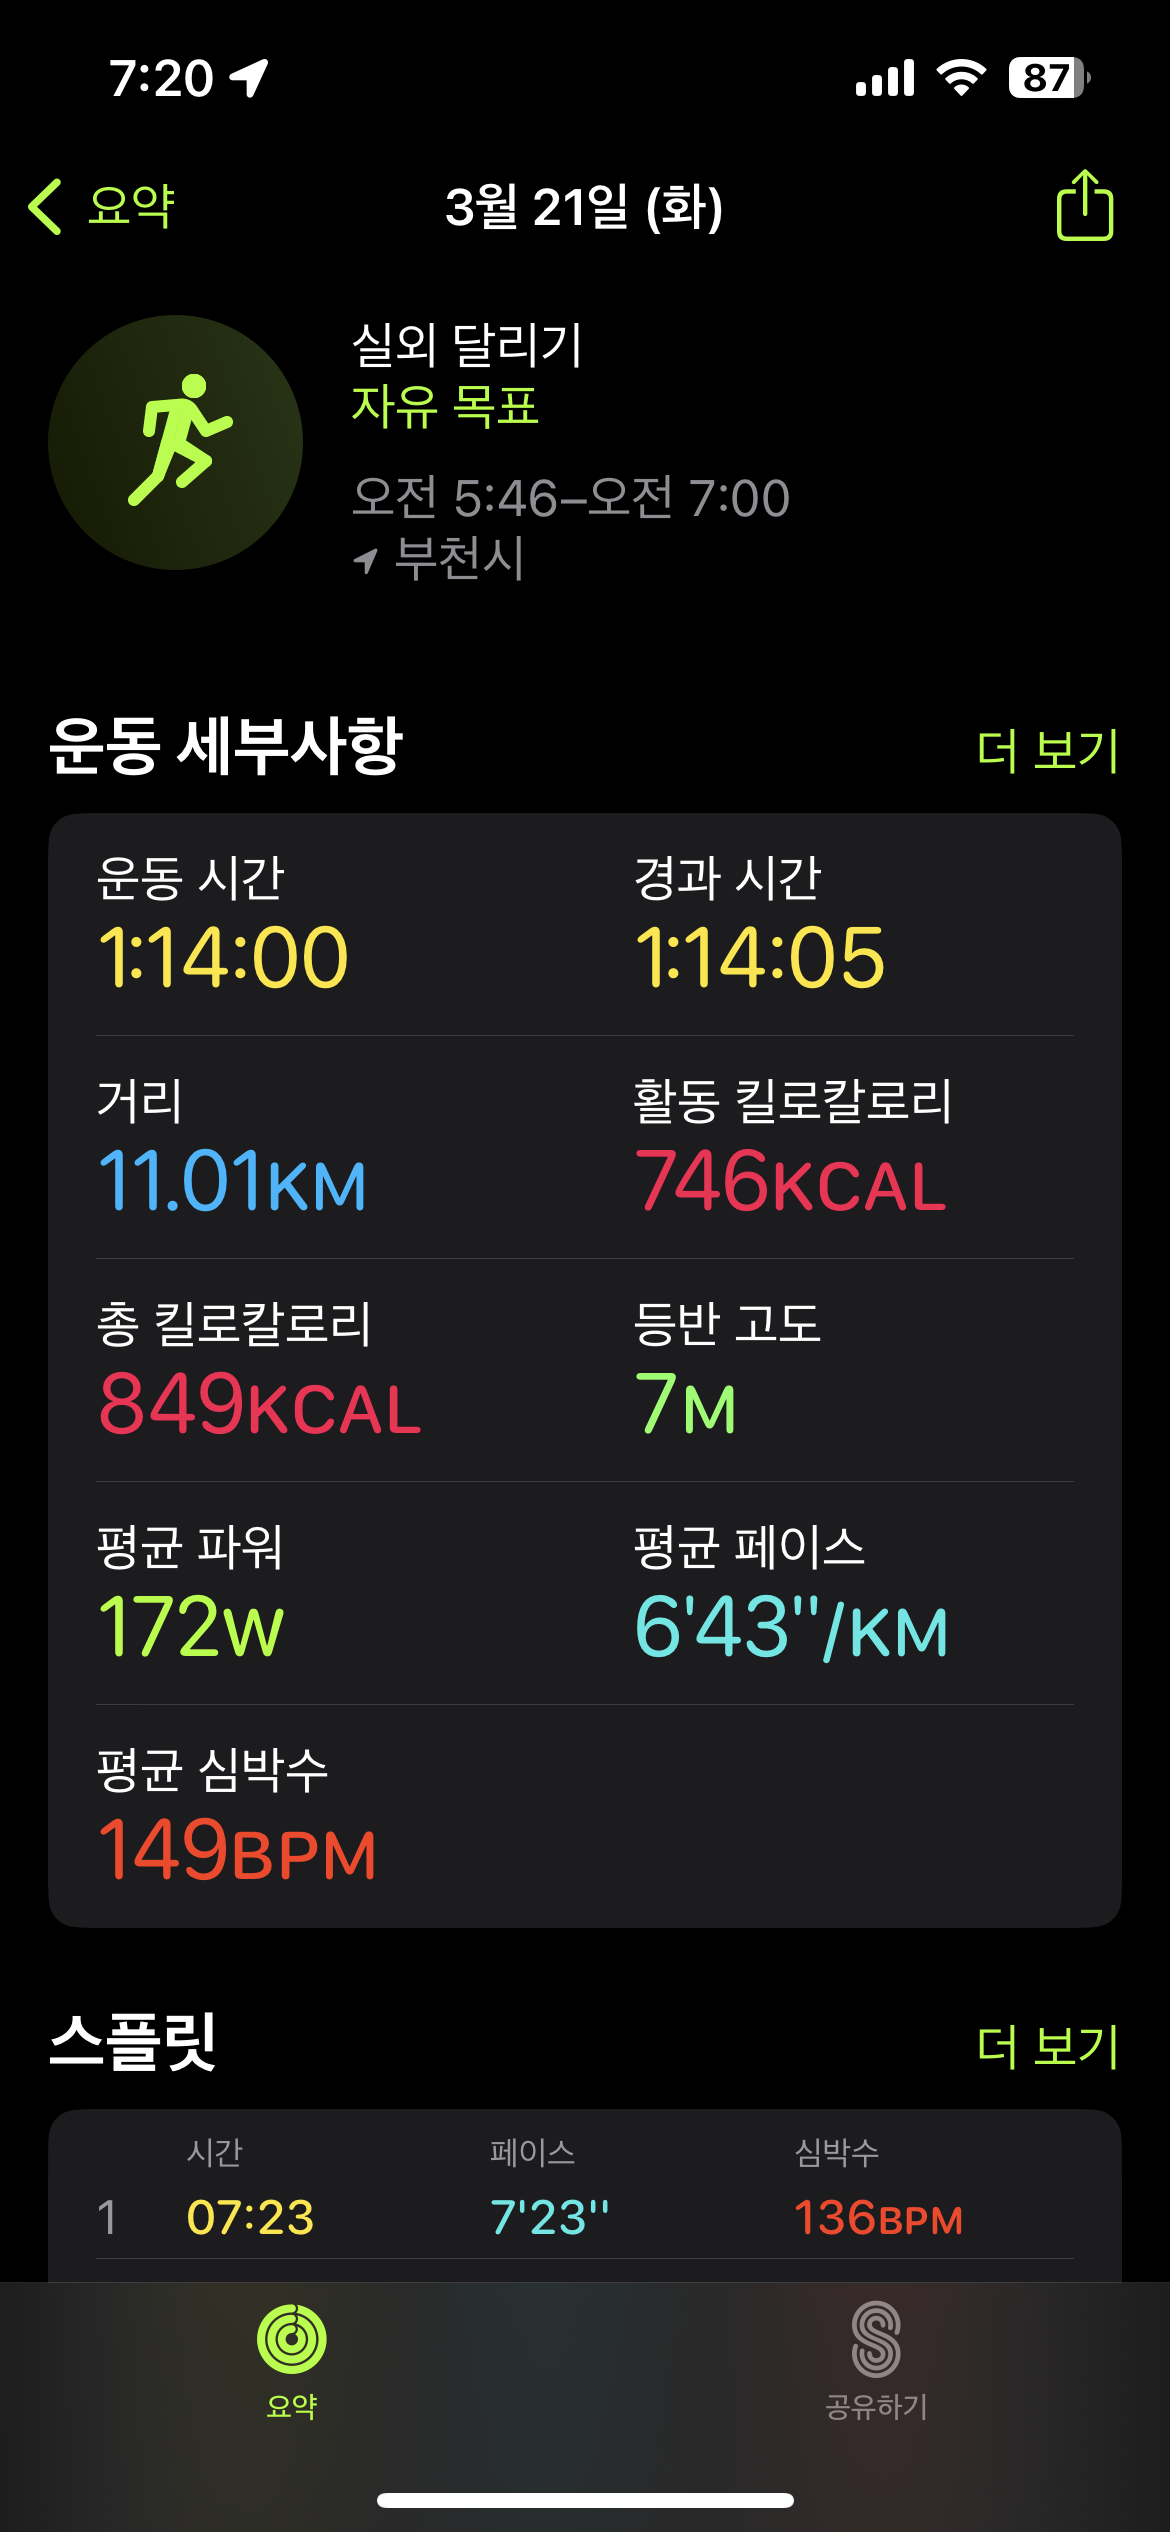 7:20 87
요약 3월 21일 (화)
실외 달리기
자유 목표
오전 5:46–오전 7:00
부천시
운동 세부사항 더 보기
운동 시간 경과 시간
1:14:00 1:14:05
거리 활동 킬로칼로리
11.01KM 746KCAL
총 킬로칼로리 등반 고도
849KCAL 7M
평균 파워 평균 페이스
172W 6'43''/KM
평균 심박수
149BPM
스플릿 더 보기
시간 페이스 심박수
1 07:23 7'23'' 136BPM
요약 공유하기